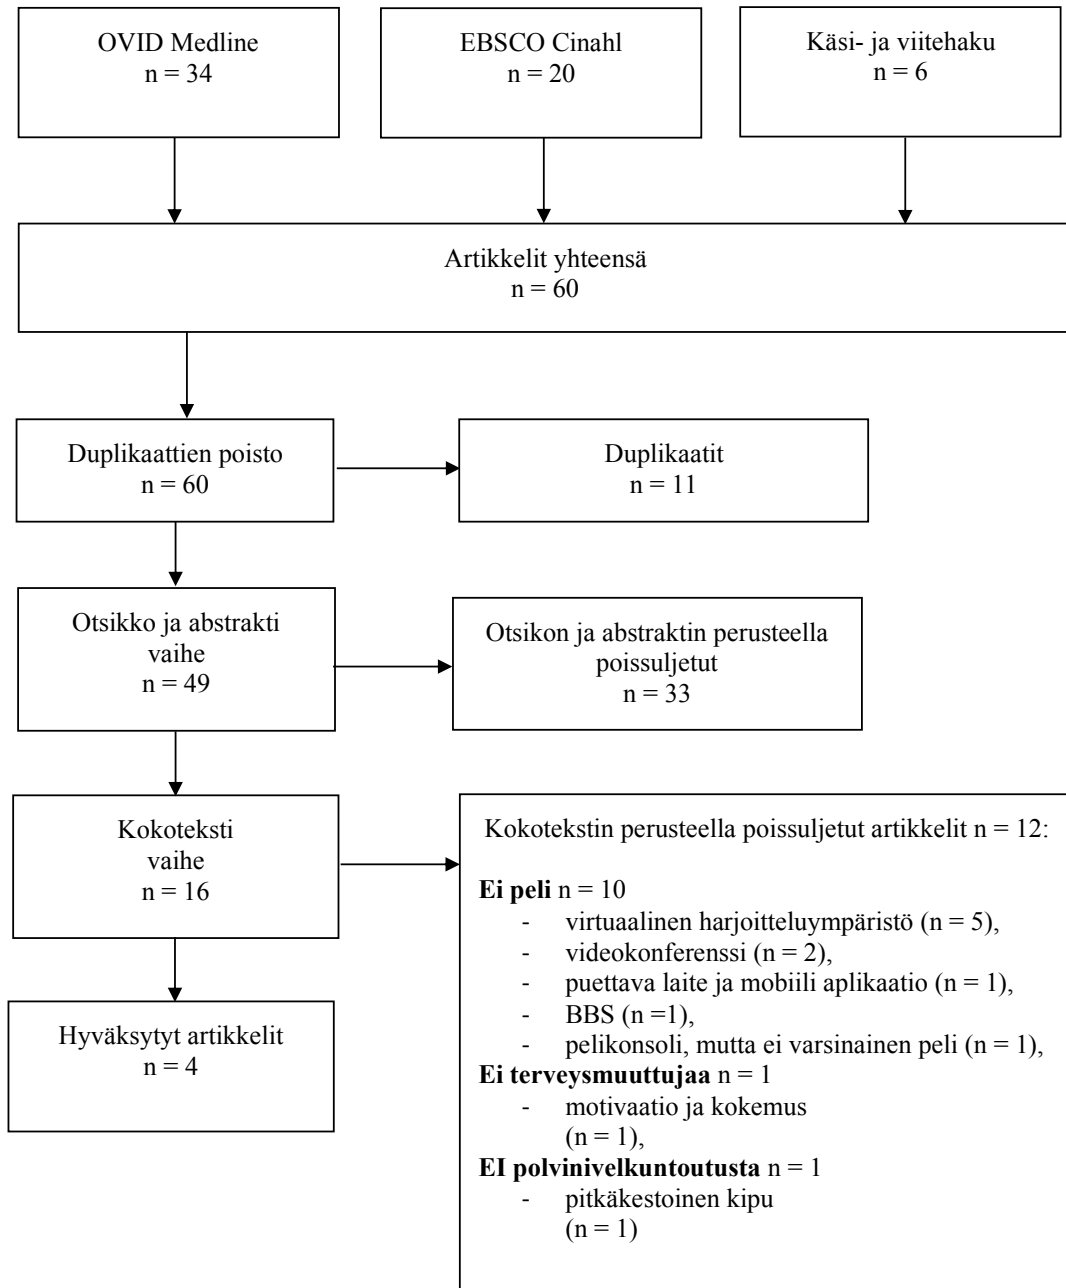 OVID Medline
n = 34
EBSCO Cinahl
n = 20
Käsi- ja viitehaku
n = 6
Artikkelit yhteensä
n = 60
Duplikaattien poisto
n = 60
Duplikaatit
n = 11
Otsikko ja abstrakti
vaihe
n = 49
Otsikon ja abstraktin perusteella
poissuljetut
n = 33
Kokoteksti
vaihe
n = 16
Kokotekstin perusteella poissuljetut artikkelit n = 12:
Ei peli n = 10
- virtuaalinen harjoitteluympäristö (n = 5),
- videokonferenssi (n = 2),
- puettava laite ja mobiili aplikaatio (n = 1),
- BBS (n =1),
- pelikonsoli, mutta ei varsinainen peli (n = 1),
Ei terveysmuuttujaa n = 1
- motivaatio ja kokemus
(n = 1),
EI polvinivelkuntoutusta n = 1
- pitkäkestoinen kipu
(n = 1)
Hyväksytyt artikkelit
n = 4